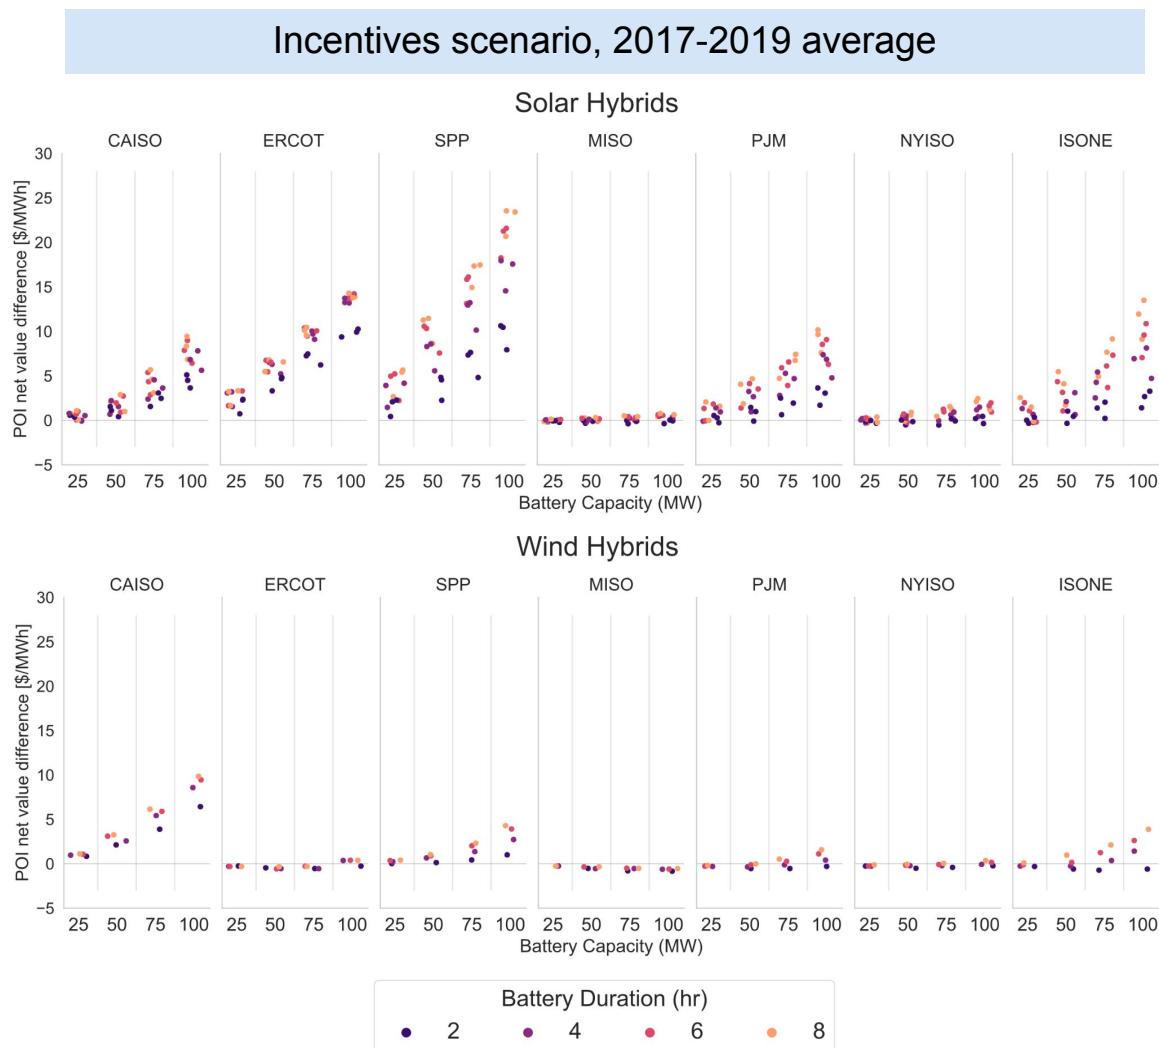 Incentives scenario, 2017-2019 average
Solar Hybrids
CAISO ERCOT SPP MISO PJM NYISO ISONE
POI net value difference [$/MWh]
30
25
20
15
10
5
0
−5
25 50 75 100 25 50 75 100 25 50 75 100 25 50 75 100 25 50 75 100 25 50 75 100 25 50 75 100
Battery Capacity (MW)
Wind Hybrids
CAISO ERCOT SPP MISO PJM NYISO ISONE
POI net value difference [$/MWh]
30
25
20
15
10
5
0
−5
25 50 75 100 25 50 75 100 25 50 75 100 25 50 75 100 25 50 75 100 25 50 75 100 25 50 75 100
Battery Capacity (MW)
Battery Duration (hr)
2 4 6 8